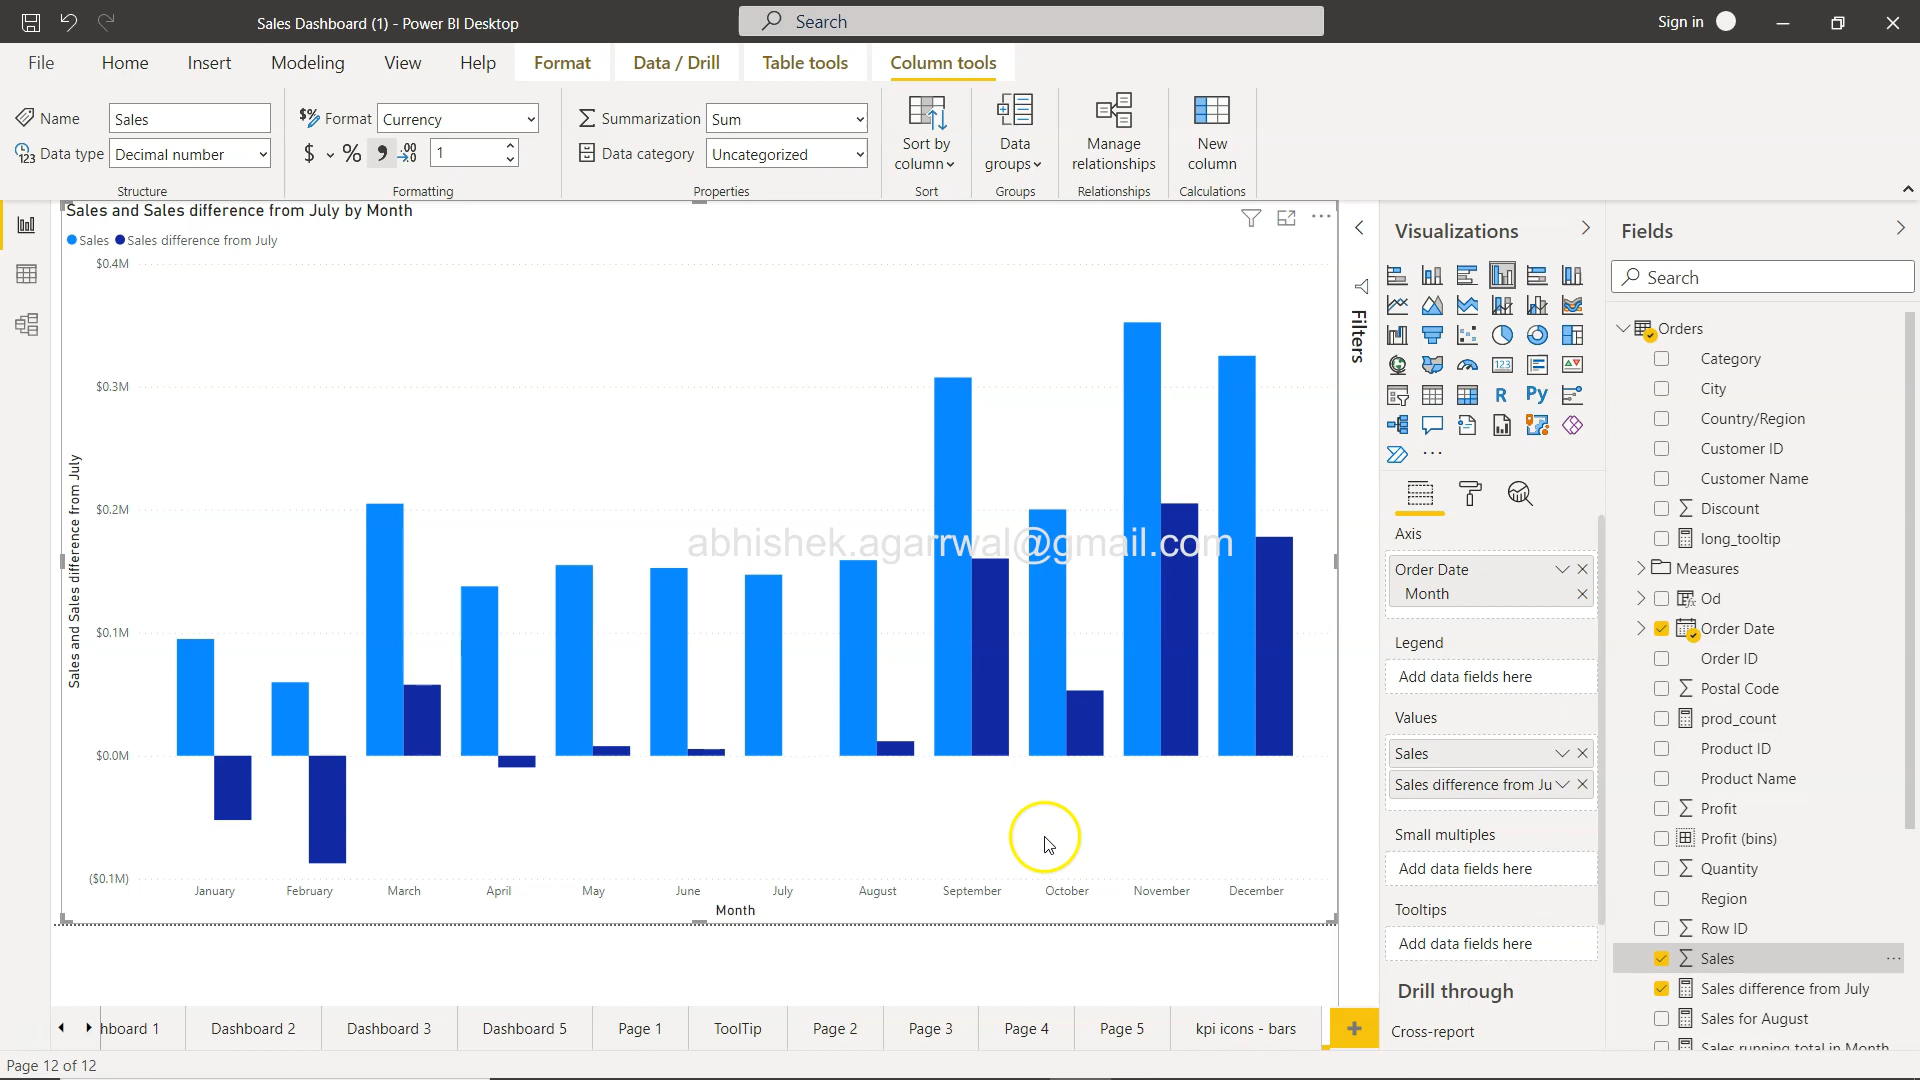 Sales Dashboard (1) - Power BI Desktop
Search
Sign in
File
Home
Insert
Modeling
View
Help
Format
Data / Drill
Table tools
Column tools
Name
Sales
Data type
Decimal number
Structure
Format
Currency
$
%
1
Formatting
Summarization
Sum
Data category
Uncategorized
Properties
Sort by
column
Sort
Data
groups
Groups
Manage
relationships
Relationships
New
column
Calculations
Sales and Sales difference from July by Month
Sales
Sales difference from July
$0.4M
$0.3M
$0.2M
$0.1M
$0.0M
($0.1M)
Sales and Sales difference from July
January
February
March
April
May
June
July
August
September
October
November
December
Month
abhishek.agarrwal@gmail.com
Filters
Visualizations
R
Py
Axis
Order Date
Month
Legend
Add data fields here
Values
Sales
Sales difference from Ju
Small multiples
Add data fields here
Tooltips
Add data fields here
Drill through
Cross-report
Fields
Search
Orders
Category
City
Country/Region
Customer ID
Customer Name
Discount
long_tooltip
Measures
Od
Order Date
Order ID
Postal Code
prod_count
Product ID
Product Name
Profit
Profit (bins)
Quantity
Region
Row ID
Sales
Sales difference from July
Sales for August
Sales running total in Month
hboard 1
Dashboard 2
Dashboard 3
Dashboard 5
Page 1
ToolTip
Page 2
Page 3
Page 4
Page 5
kpi icons - bars
Page 12 of 12